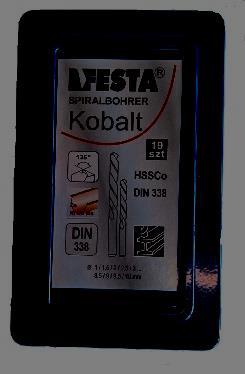 FESTA®
SPIRALBOHRER
Kobalt
19
szt
135°
HSSCo
DIN 338
DIN
338